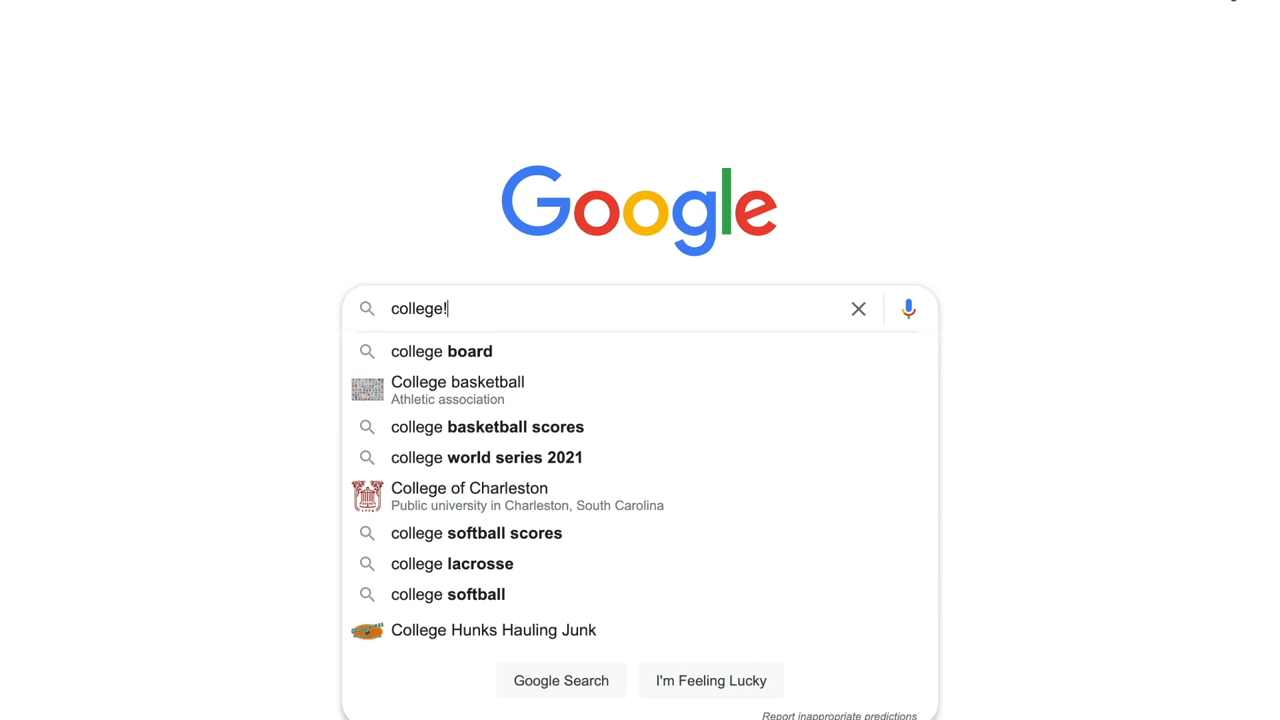 Google
college!
college board
College basketball
Athletic association
college basketball scores
college world series 2021
College of Charleston
Public university in Charleston, South Carolina
college softball scores
college lacrosse
college softball
College Hunks Hauling Junk
Google Search
I'm Feeling Lucky
Report inappropriate predictions